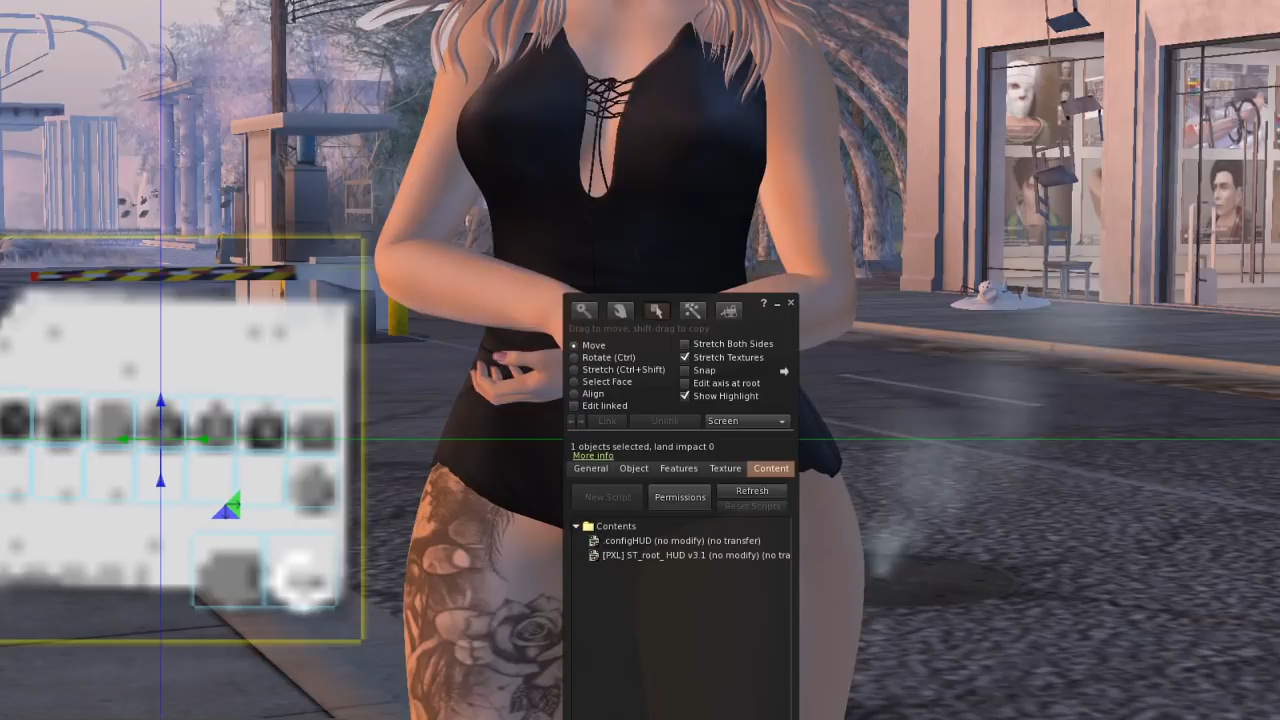 ?
Drag to move, shift-drag to copy
Move
Rotate (Ctrl)
Stretch (Ctrl+Shift)
Select Face
Align
Edit linked
Stretch Both Sides
Stretch Textures
Snap
Edit axis at root
Show Highlight
Link
Unlink
Screen
1 objects selected, land impact 0
More info
General Object Features Texture Content
New Script
Permissions
Refresh
Reset Scripts
Contents
.configHUD (no modify) (no transfer)
[PXL] ST_root_HUD v3.1 (no modify) (no tra